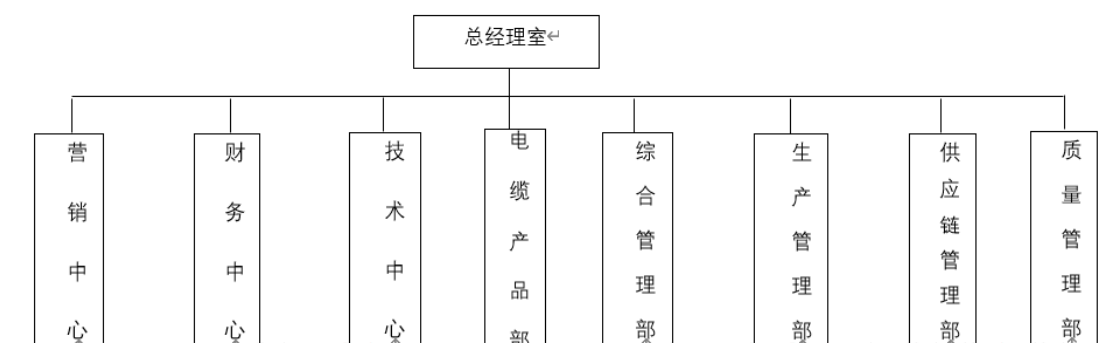 总经理室
营销中心
财务中心
技术中心
电缆产品部
综合管理部
生产管理部
供应链管理部
质量管理部